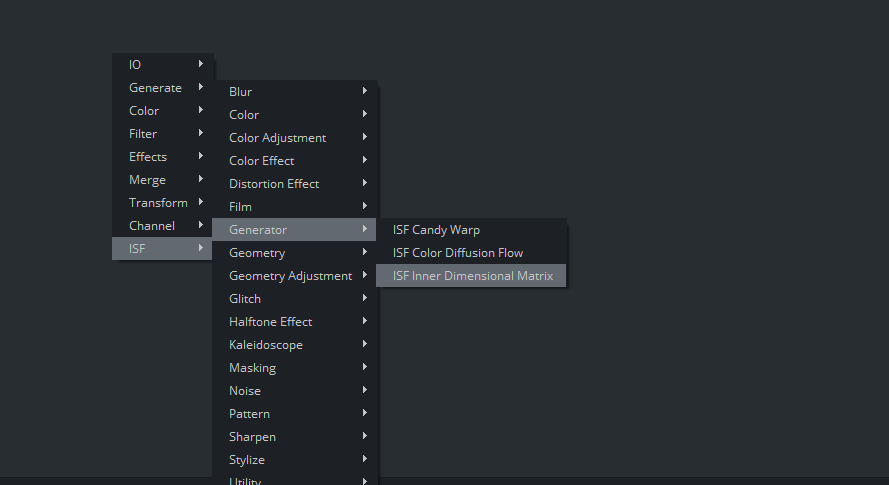 IO
Generate
Color
Filter
Effects
Merge
Transform
Channel
ISF
Blur
Color
Color Adjustment
Color Effect
Distortion Effect
Film
Generator
Geometry
Geometry Adjustment
Glitch
Halftone Effect
Kaleidoscope
Masking
Noise
Pattern
Sharpen
Stylize
Utility
ISF Candy Warp
ISF Color Diffusion Flow
ISF Inner Dimensional Matrix